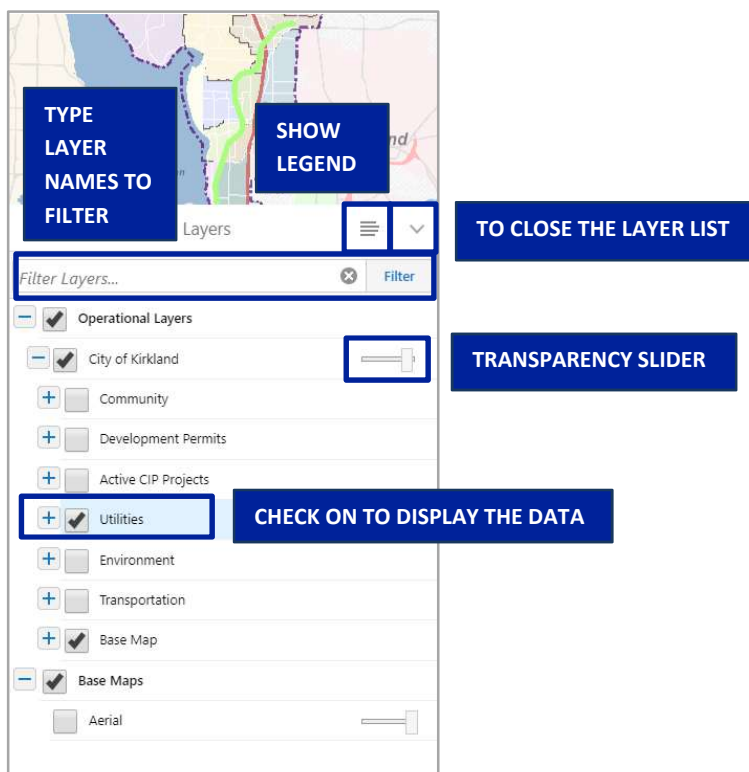 nd
TYPE
LAYER
NAMES TO
FILTER
SHOW
LEGEND
Layers
TO CLOSE THE LAYER LIST
Filter Layers...
Filter
Operational Layers
City of Kirkland
TRANSPARENCY SLIDER
Community
Development Permits
Active CIP Projects
Utilities
CHECK ON TO DISPLAY THE DATA
Environment
Transportation
Base Map
Base Maps
Aerial